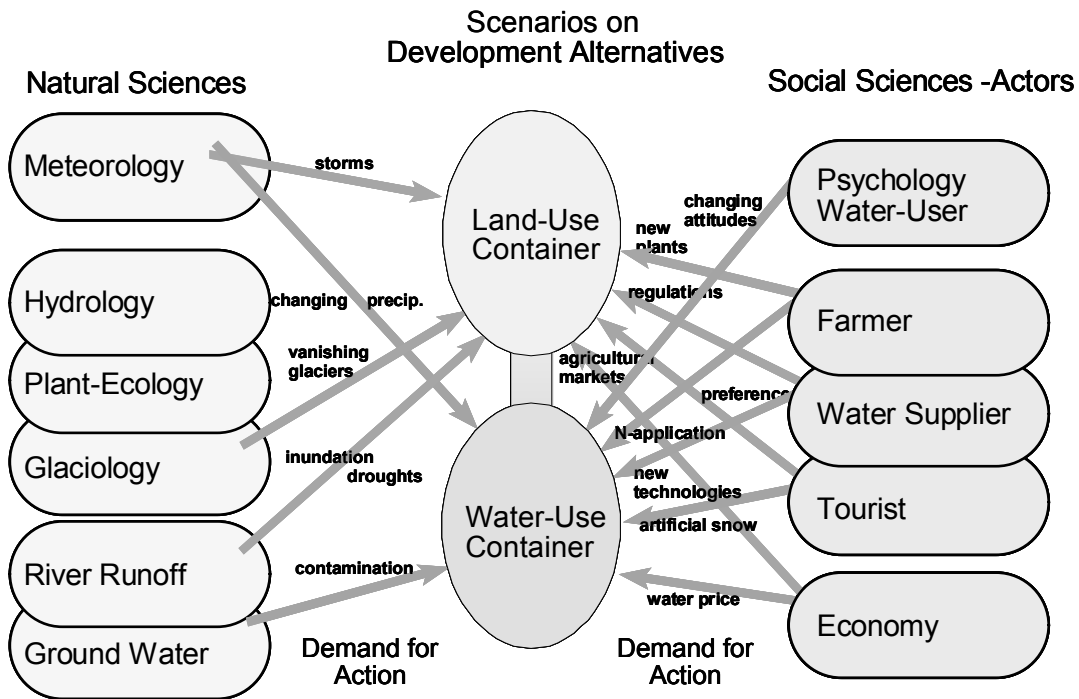 Scenarios on
Development Alternatives
Natural Sciences
Social Sciences -Actors
Meteorology
Hydrology
Plant-Ecology
Glaciology
River Runoff
Ground Water
storms
changing precip.
vanishing
glaciers
inundation
droughts
contamination
Demand for
Action
Land-Use
Container
Water-Use
Container
changing
attitudes
new
plants
regulations
agricultural
markets
preference
N-application
new
technologies
artificial snow
water price
Demand for
Action
Psychology
Water-User
Farmer
Water Supplier
Tourist
Economy